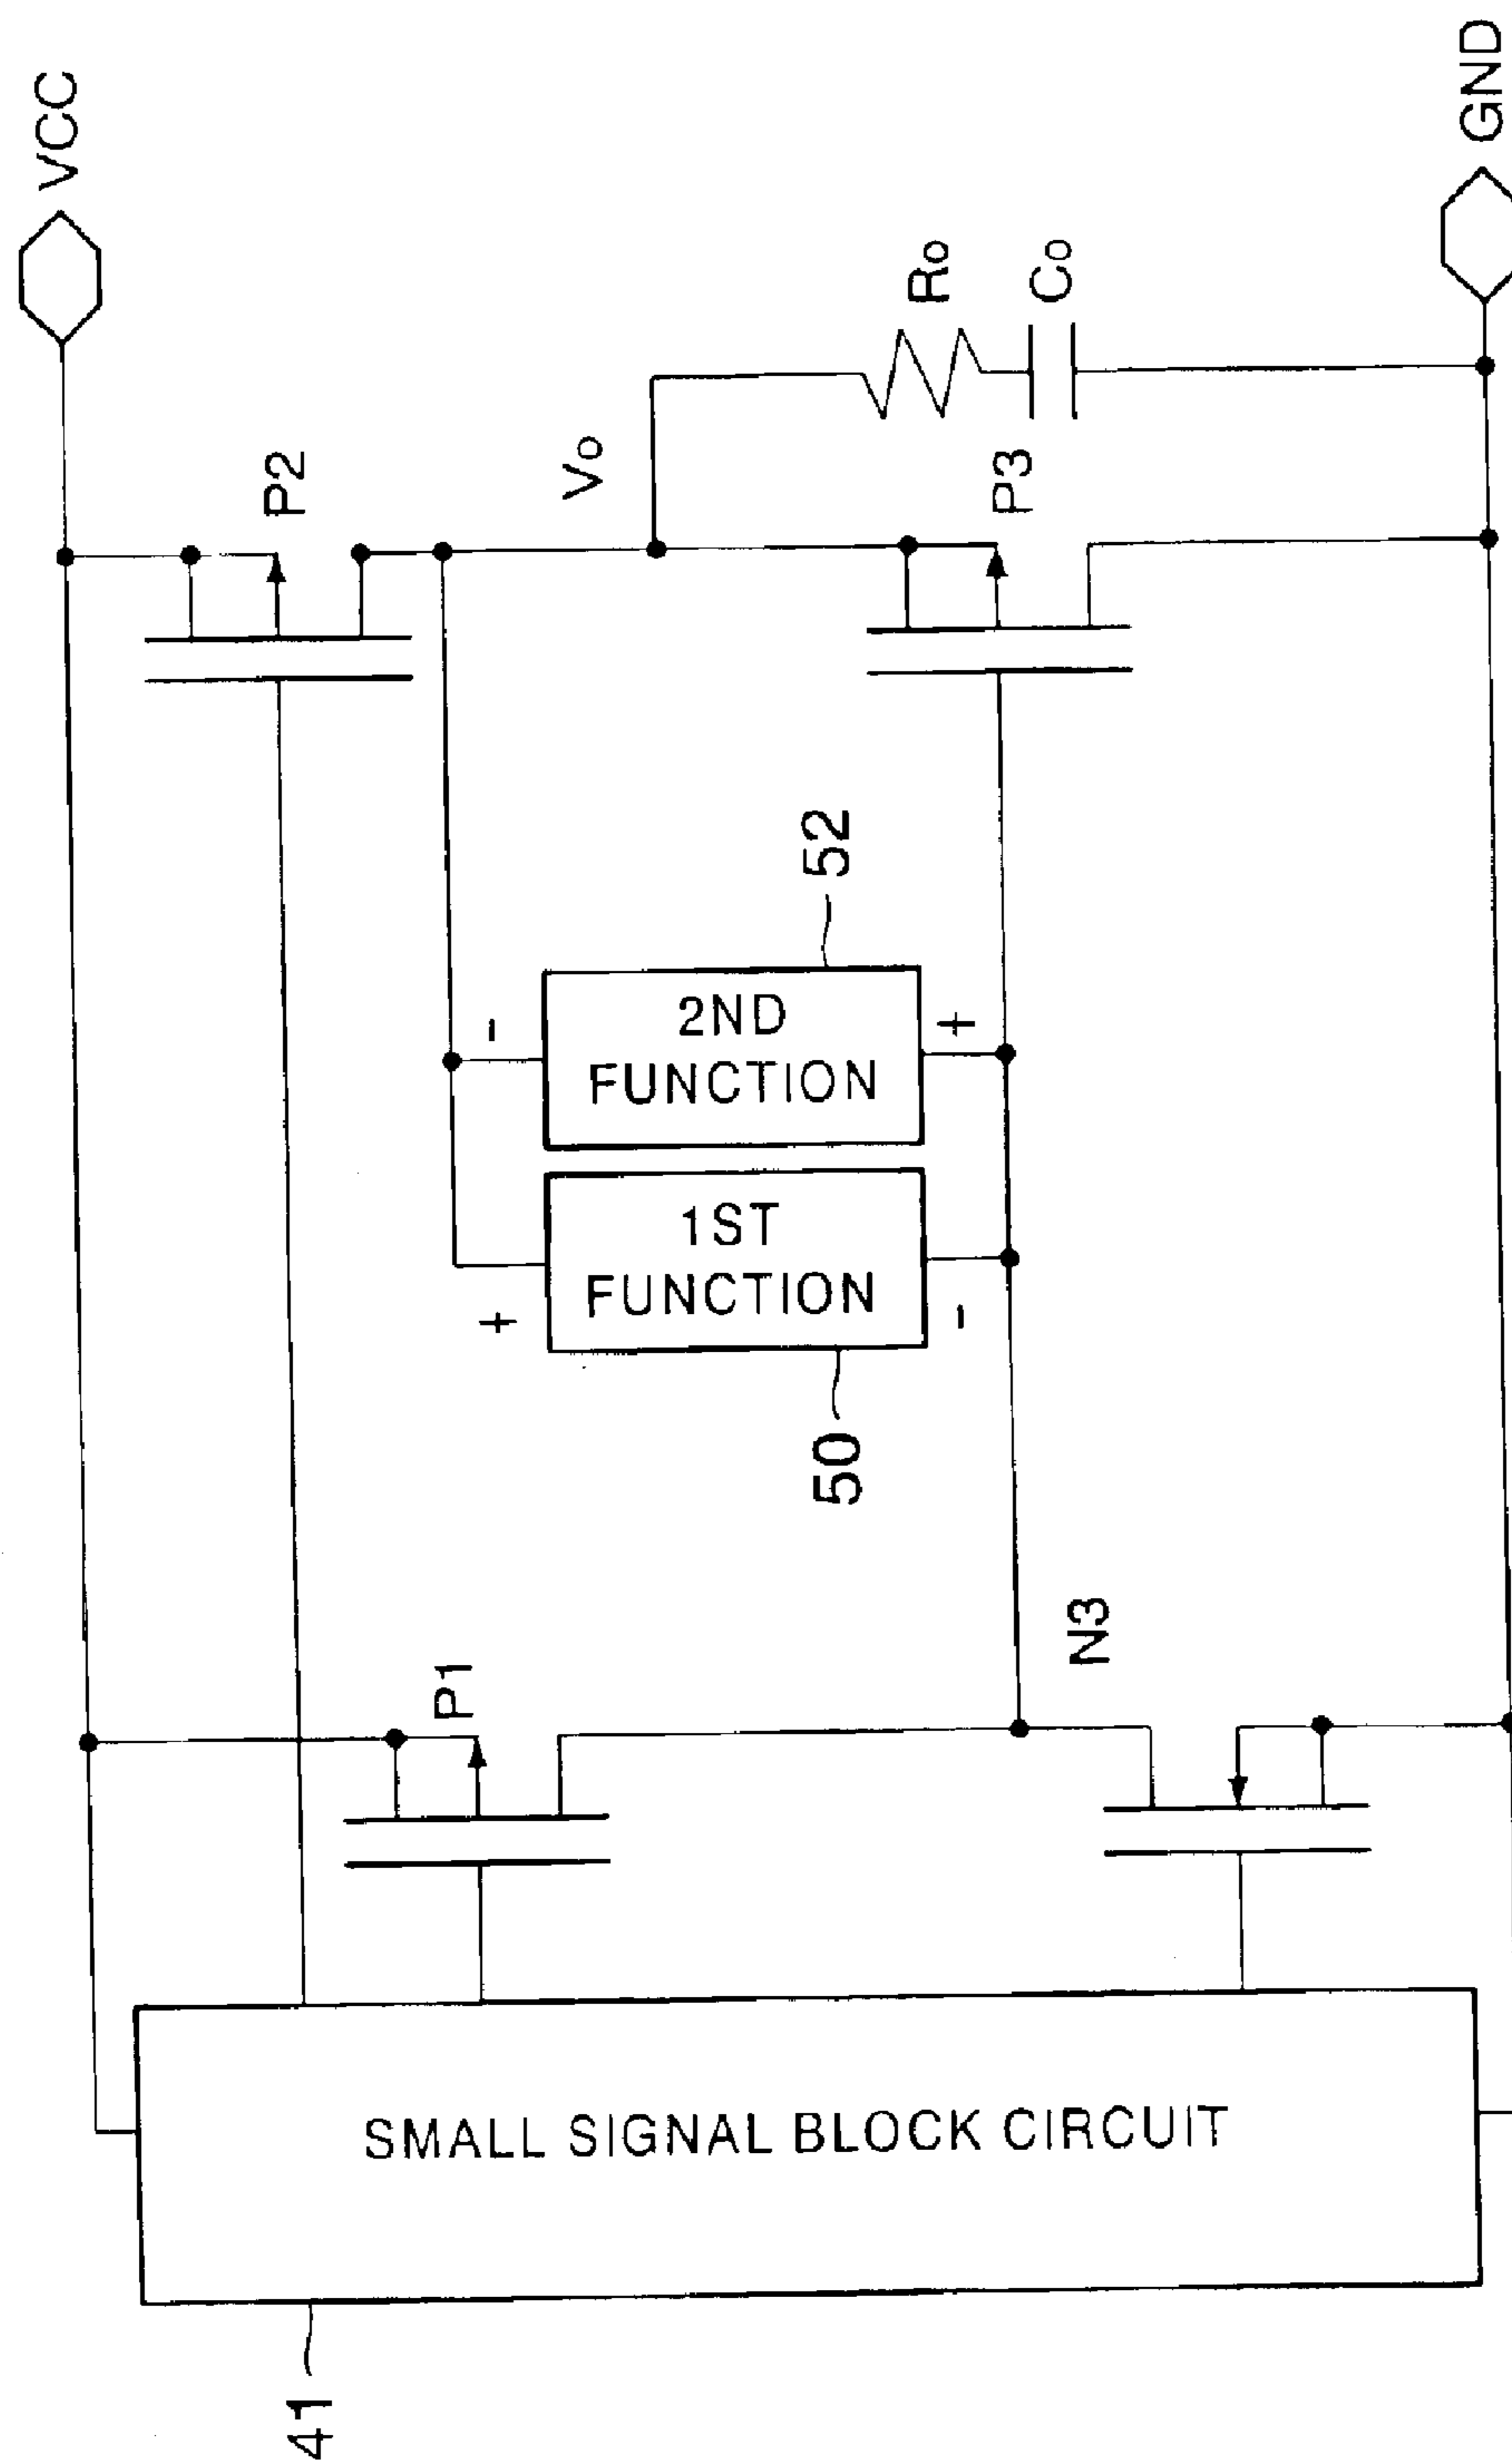 VCC
GND
P2
Vo
Ro
Co
P3
52
2ND
FUNCTION
-
+
1ST
FUNCTION
+
-
50
P1
N3
SMALL SIGNAL BLOCK CIRCUIT
41